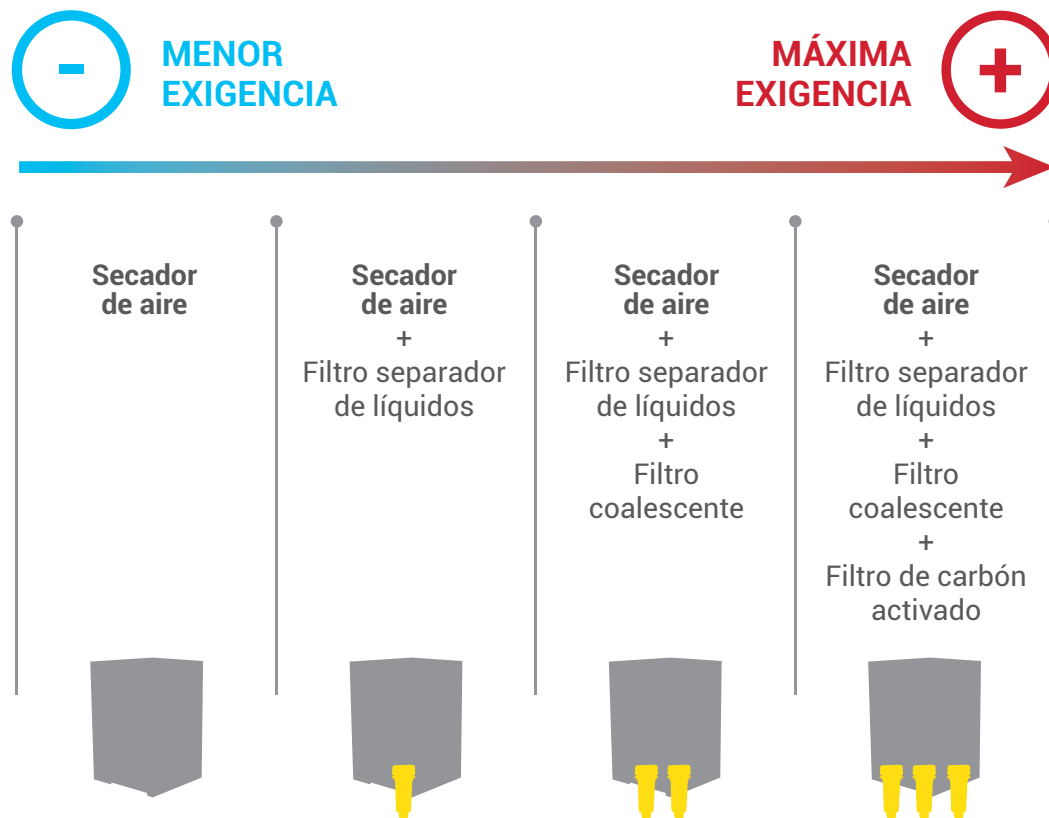 -
MENOR
EXIGENCIA
MÁXIMA
EXIGENCIA
+
Secador
de aire
Secador
de aire
+
Filtro separador
de líquidos
Secador
de aire
+
Filtro separador
de líquidos
+
Filtro
coalescente
Secador
de aire
+
Filtro separador
de líquidos
+
Filtro
coalescente
+
Filtro de carbón
activado